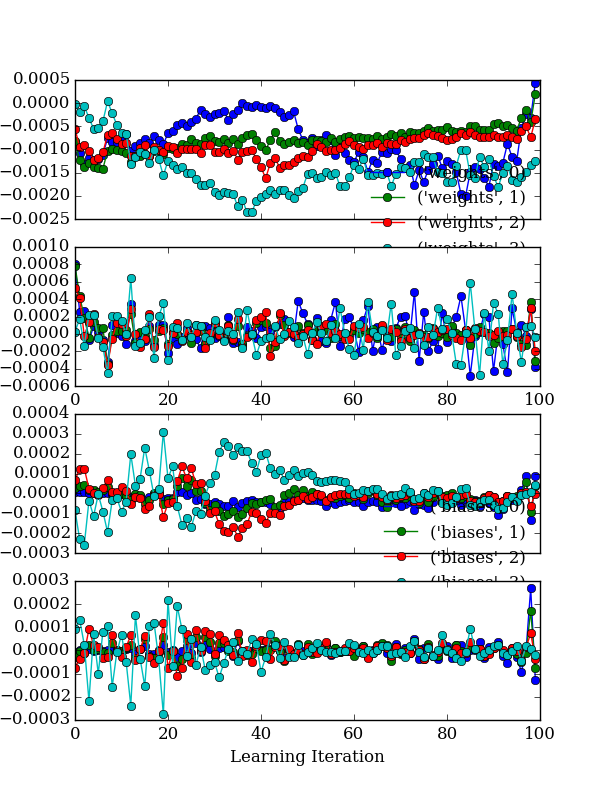 0.0005
0.0000
−0.0005
−0.0010
−0.0015
−0.0020
−0.0025
('weights', 0)
('weights', 1)
('weights', 2)
('weights', 3)
0.0010
0.0008
0.0006
0.0004
0.0002
0.0000
−0.0002
−0.0004
−0.0006
0 20 40 60 80 100
0.0004
0.0003
0.0002
0.0001
0.0000
−0.0001
−0.0002
−0.0003
('biases', 0)
('biases', 1)
('biases', 2)
('biases', 3)
0.0003
0.0002
0.0001
0.0000
−0.0001
−0.0002
−0.0003
0 20 40 60 80 100
Learning Iteration